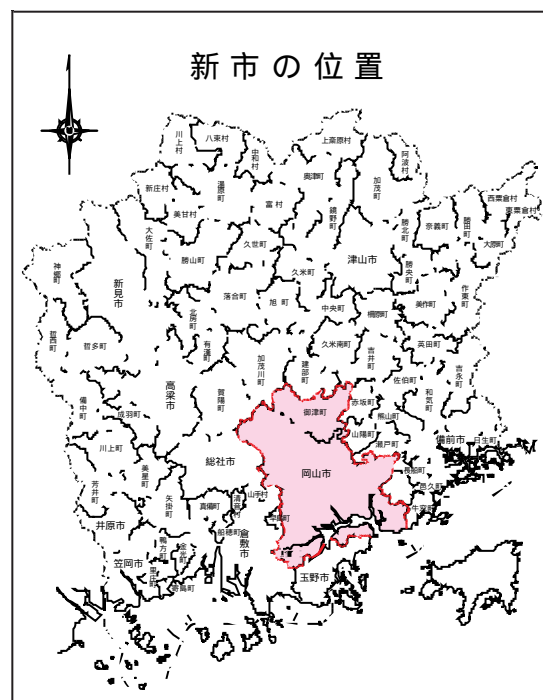 新市の位置
川上村
八束村
中和村
上斎原村
阿波村
新庄村
湯原町
奥津町
加茂町
西粟倉村
東粟倉村
美甘村
富村
鏡野町
勝北町
奈義町
勝田町
大原町
大佐町
勝山町
久世町
津山市
神郷町
新見市
久米町
勝央町
作東町
落合町
旭町
中央町
柵原町
美作町
北房町
哲西町
哲多町
有漢町
久米南町
英田町
加茂川町
建部町
吉井町
吉永町
高梁市
賀陽町
佐伯町
和気町
備中町
成羽町
御津町
赤坂町
熊山町
山陽町
瀬戸町
備前市
日生町
川上町
美星町
総社市
岡山市
長船町
邑久町
芳井町
矢掛町
真備町
清音村
山手村
牛窓町
井原市
船穂町
倉敷市
早島町
鴨方町
金光町
笠岡市
里庄町
寄島町
玉野市